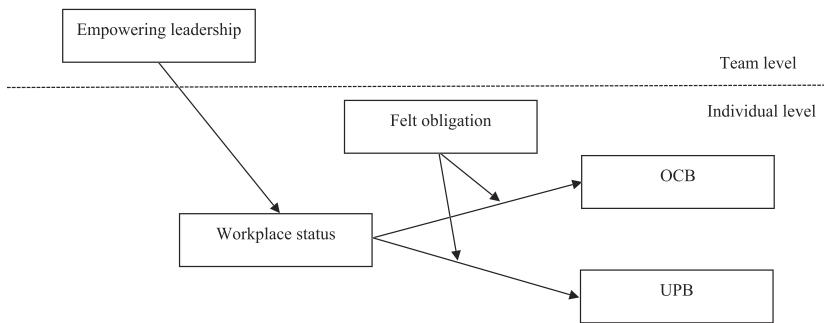 Empowering leadership
Team level
Individual level
Felt obligation
OCB
Workplace status
UPB